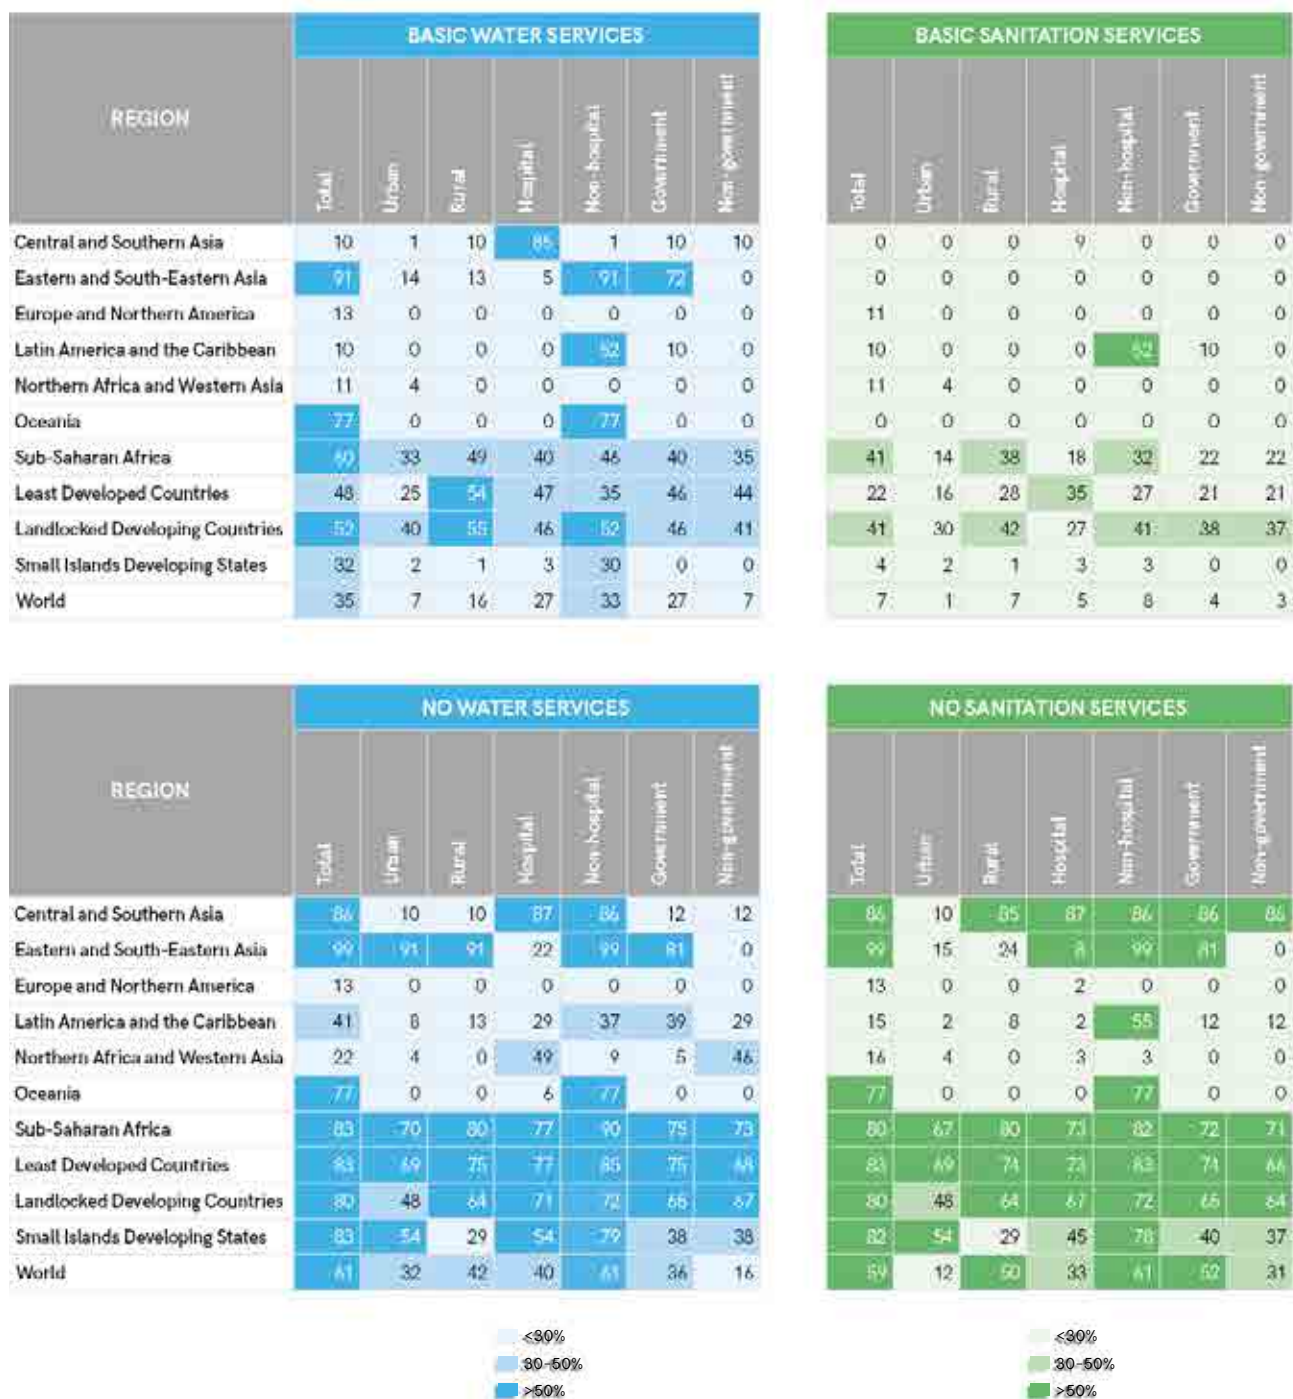 BASIC WATER SERVICES BASIC SANITATION SERVICES
REGION Total Urban Rural Hospital Non-hospital Government Non-government Total Urban Rural Hospital Non-hospital Government Non-government
Central and Southern Asia 10 1 10 85 1 10 10 0 0 0 9 0 0 0
Eastern and South-Eastern Asia 91 14 13 5 91 72 0 0 0 0 0 0 0 0
Europe and Northern America 13 0 0 0 0 0 0 11 0 0 0 0 0 0
Latin America and the Caribbean 10 0 0 0 52 10 0 10 0 0 0 52 10 0
Northern Africa and Western Asia 11 4 0 0 0 0 0 11 4 0 0 0 0 0
Oceania 77 0 0 0 77 0 0 0 0 0 0 0 0 0
Sub-Saharan Africa 60 33 49 40 46 40 35 41 14 38 18 32 22 22
Least Developed Countries 48 25 54 47 35 46 44 22 16 28 35 27 21 21
Landlocked Developing Countries 52 40 55 46 52 46 41 41 30 42 27 41 38 37
Small Islands Developing States 32 2 1 3 30 0 0 4 2 1 3 3 0 0
World 35 7 16 27 33 27 7 7 1 7 5 8 4 3
NO WATER SERVICES NO SANITATION SERVICES
REGION Total Urban Rural Hospital Non-hospital Government Non-government Total Urban Rural Hospital Non-hospital Government Non-government
Central and Southern Asia 86 10 10 87 86 12 12 86 10 85 87 86 86 86
Eastern and South-Eastern Asia 99 91 91 22 99 81 0 99 15 24 8 99 81 0
Europe and Northern America 13 0 0 0 0 0 0 13 0 0 2 0 0 0
Latin America and the Caribbean 41 8 13 29 37 39 29 15 2 8 2 55 12 12
Northern Africa and Western Asia 22 4 0 49 9 5 46 16 4 0 3 3 0 0
Oceania 77 0 0 6 77 0 0 77 0 0 0 77 0 0
Sub-Saharan Africa 83 70 80 77 90 75 73 80 67 80 73 82 72 71
Least Developed Countries 83 69 75 77 85 75 68 83 69 74 73 83 74 66
Landlocked Developing Countries 80 48 64 71 72 67 80 48 64 67 72 64
Small Islands Developing States 83 54 29 54 79 38 38 82 54 29 45 78 40 37
World 61 32 42 40 61 36 16 59 12 50 33 61 52 31
<30% <30%
30-50% 30-50%
>50% >50%